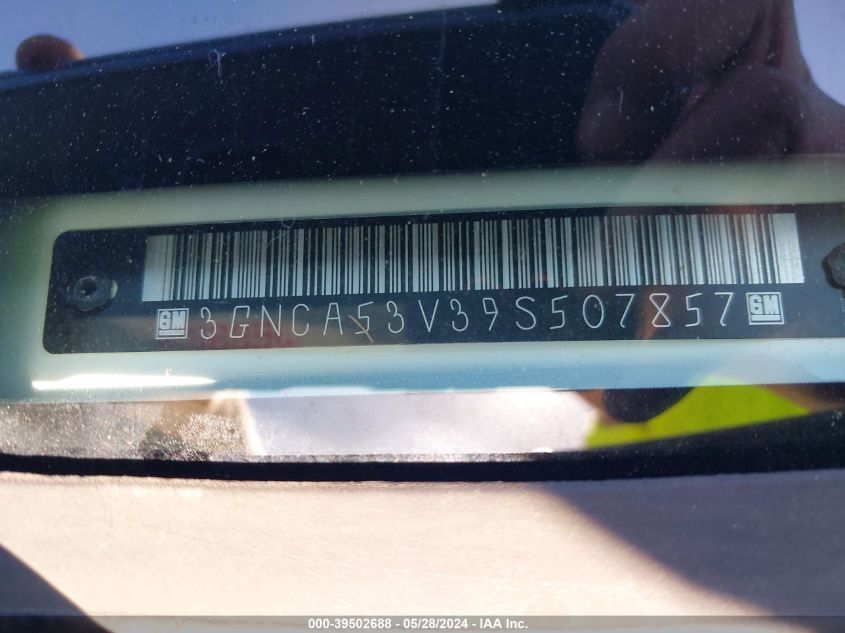 GM 3GNCA53V39S507857 GM
000-39502688 - 05/28/2024 - IAA Inc.